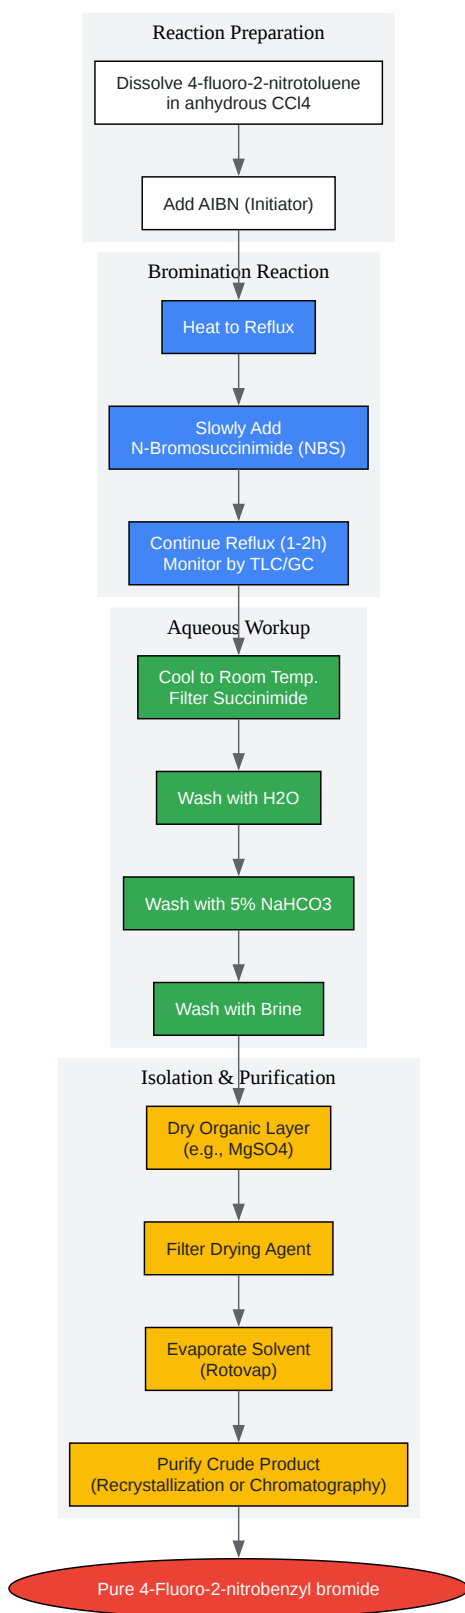 Reaction Preparation
Dissolve 4-fluoro-2-nitrotoluene
in anhydrous CCl4
Add AIBN (Initiator)
Bromination Reaction
Heat to Reflux
Slowly Add
N-Bromosuccinimide (NBS)
Continue Reflux (1-2h)
Monitor by TLC/GC
Aqueous Workup
Cool to Room Temp.
Filter Succinimide
Wash with H2O
Wash with 5% NaHCO3
Wash with Brine
Isolation & Purification
Dry Organic Layer
(e.g., MgSO4)
Filter Drying Agent
Evaporate Solvent
(Rotovap)
Purify Crude Product
(Recrystallization or Chromatography)
Pure 4-Fluoro-2-nitrobenzyl bromide